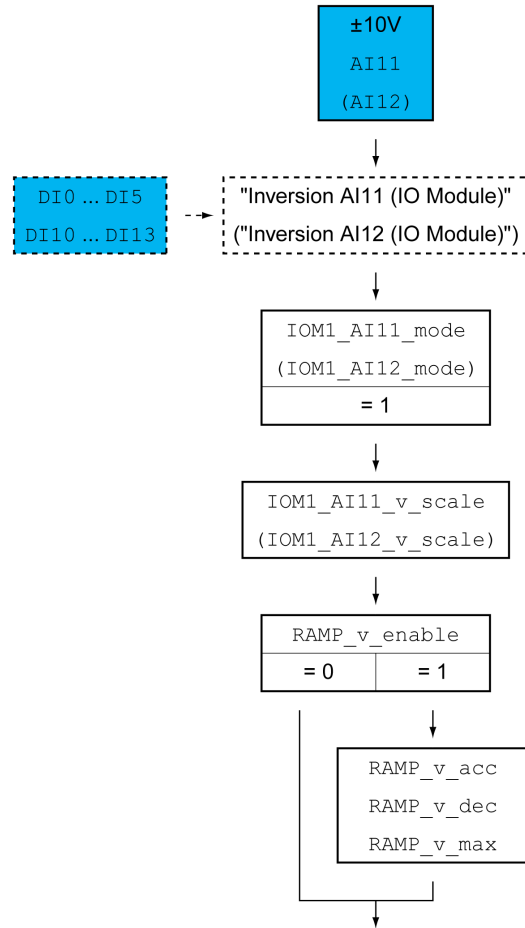 ±10V
AI11
(AI12)
DI0 ... DI5
DI10 ... DI13
"Inversion AI11 (IO Module)"
("Inversion AI12 (IO Module)")
IOM1_AI11_mode
(IOM1_AI12_mode)
= 1
IOM1_AI11_v_scale
(IOM1_AI12_v_scale)
RAMP_v_enable
= 0 = 1
RAMP_v_acc
RAMP_v_dec
RAMP_v_max